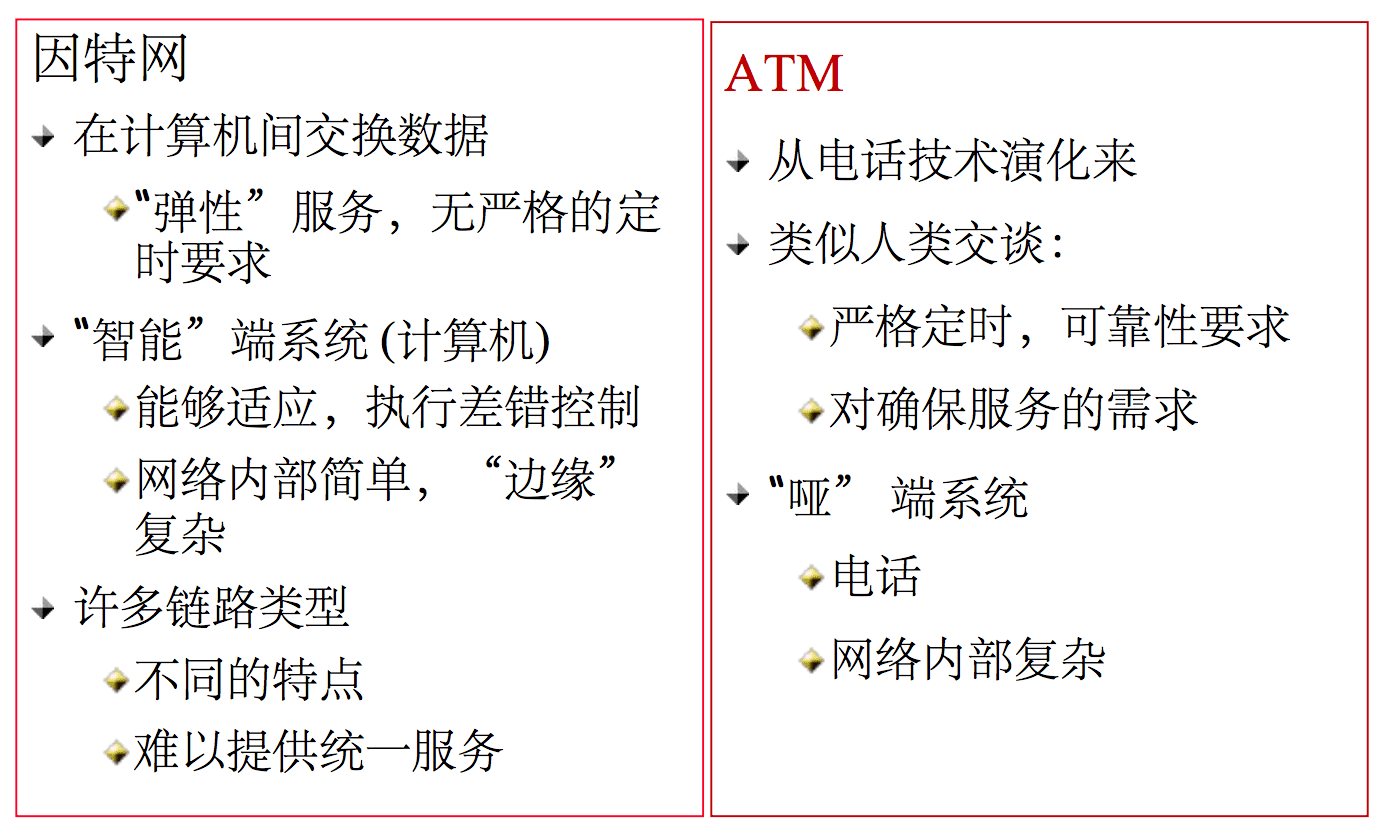 因特网
在计算机间交换数据
“弹性”服务，无严格的定
时要求
“智能”端系统 (计算机)
能够适应，执行差错控制
网络内部简单，“边缘”
复杂
许多链路类型
不同的特点
难以提供统一服务
ATM
从电话技术演化来
类似人类交谈：
严格定时，可靠性要求
对确保服务的需求
“哑” 端系统
电话
网络内部复杂